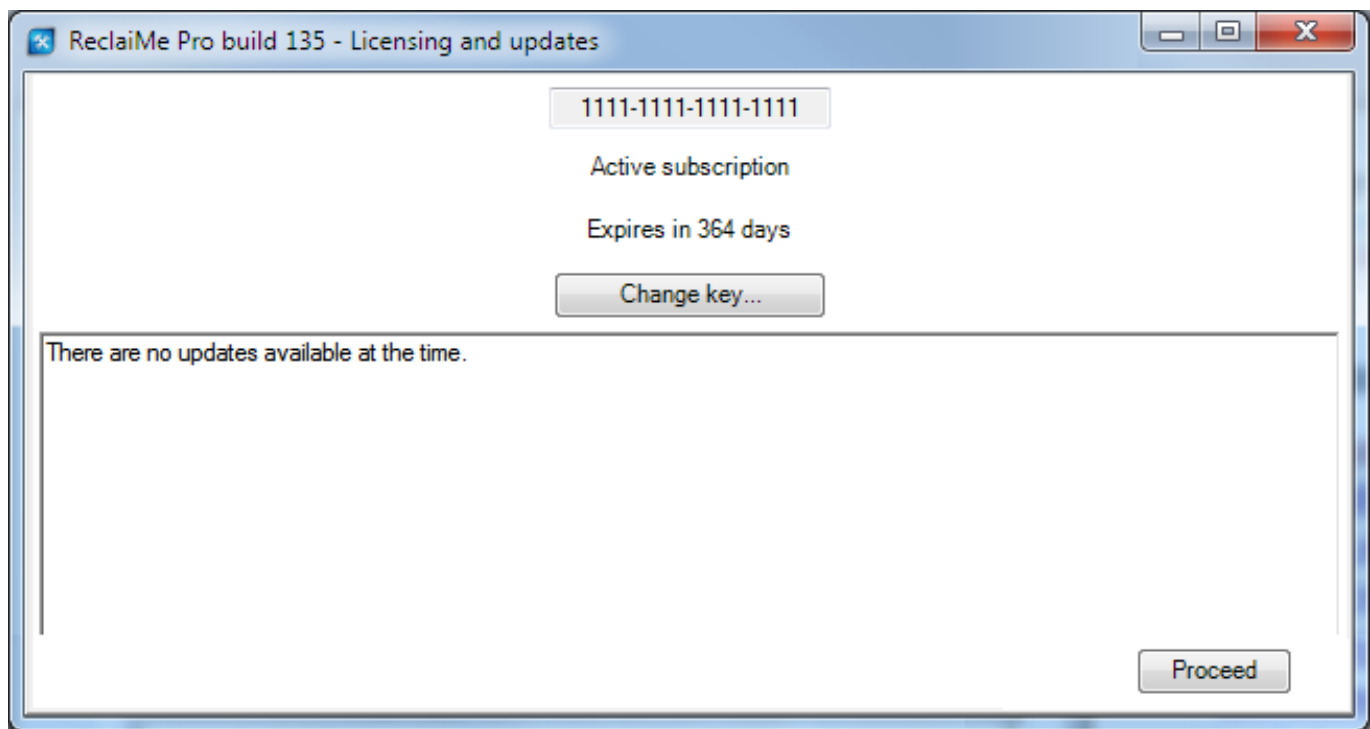 ReclaiMe Pro build 135 - Licensing and updates
1111-1111-1111-1111
Active subscription
Expires in 364 days
Change key...
There are no updates available at the time.
Proceed